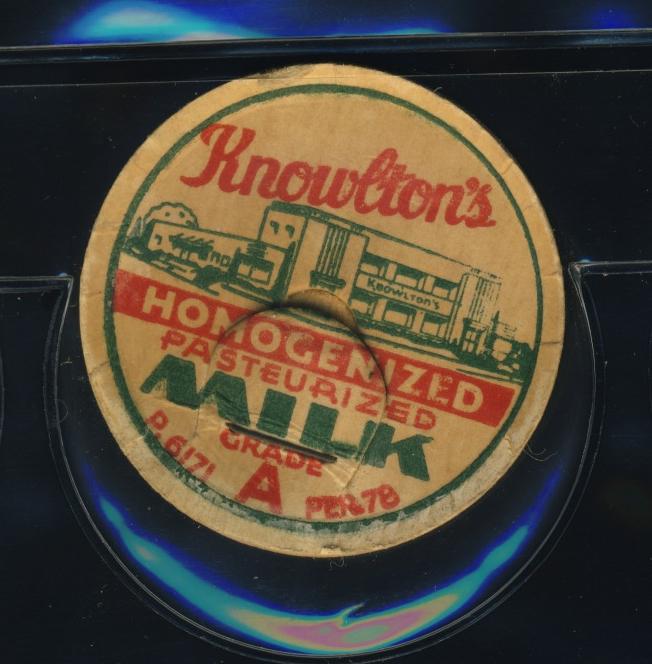 Knowlton's
KNOWLTON'S
HOMOGENIZED
PASTEURIZED
MILK
GRADE
A
P.6171
PER.78